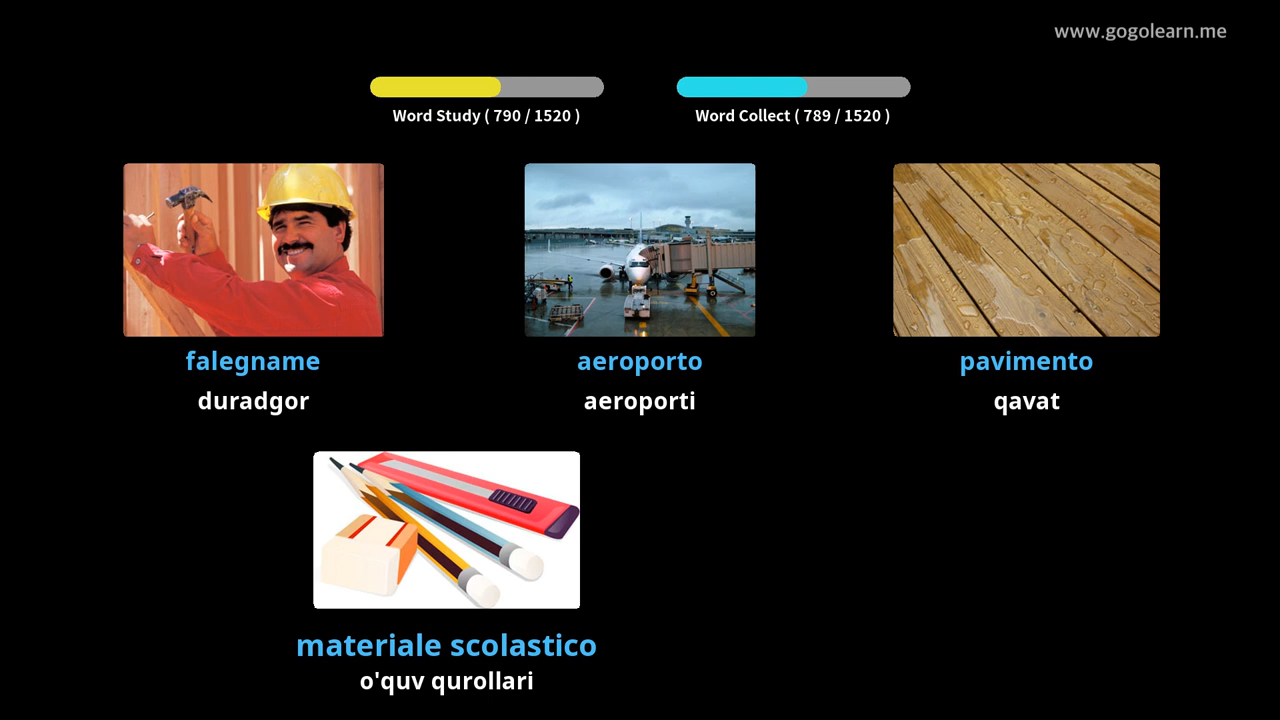 www.gogolearn.me
Word Study ( 790 / 1520 )
Word Collect ( 789 / 1520 )
falegname
duradgor
aeroporto
aeroporti
pavimento
qavat
materiale scolastico
o'quv qurollari